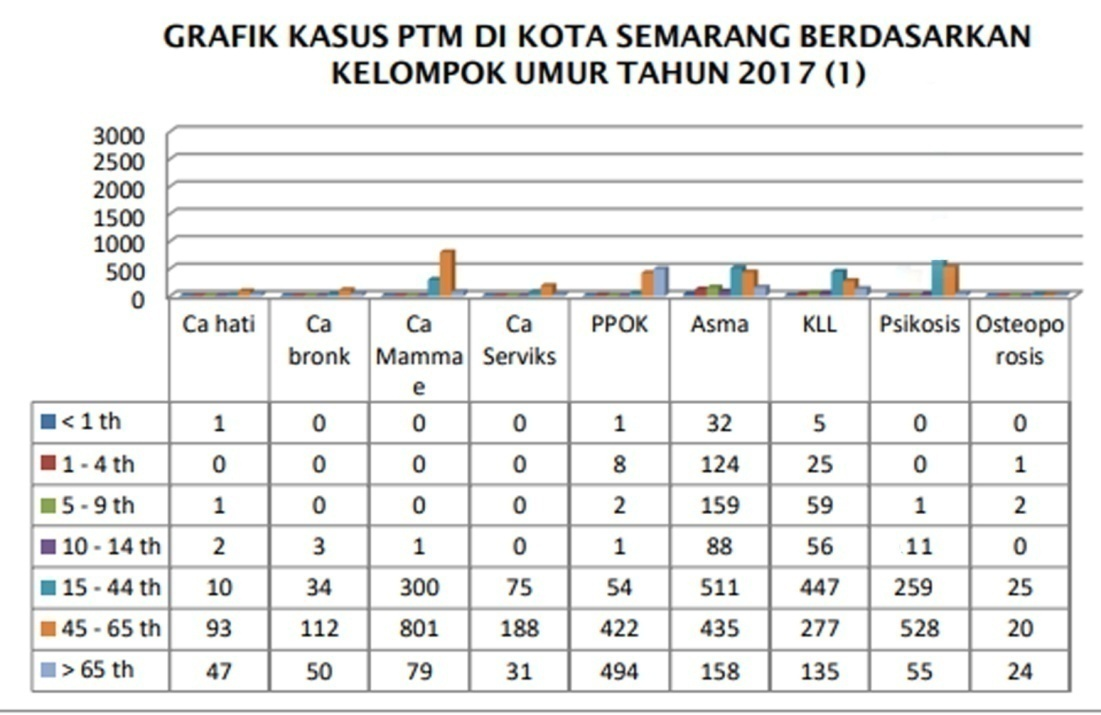 GRAFIK KASUS PTM DI KOTA SEMARANG BERDASARKAN
KELOMPOK UMUR TAHUN 2017 (1)
3000
2500
2000
1500
1000
500
0
Ca hati Ca bronk Ca Mammae Ca Serviks PPOK Asma KLL Psikosis Osteoporosis
< 1 th 1 0 0 0 1 32 5 0 0
1 - 4 th 0 0 0 0 8 124 25 0 1
5 - 9 th 1 0 0 0 2 159 59 1 2
10 - 14 th 2 3 1 0 1 88 56 11 0
15 - 44 th 10 34 300 75 54 511 447 259 25
45 - 65 th 93 112 801 188 422 435 277 528 20
> 65 th 47 50 79 31 494 158 135 55 24